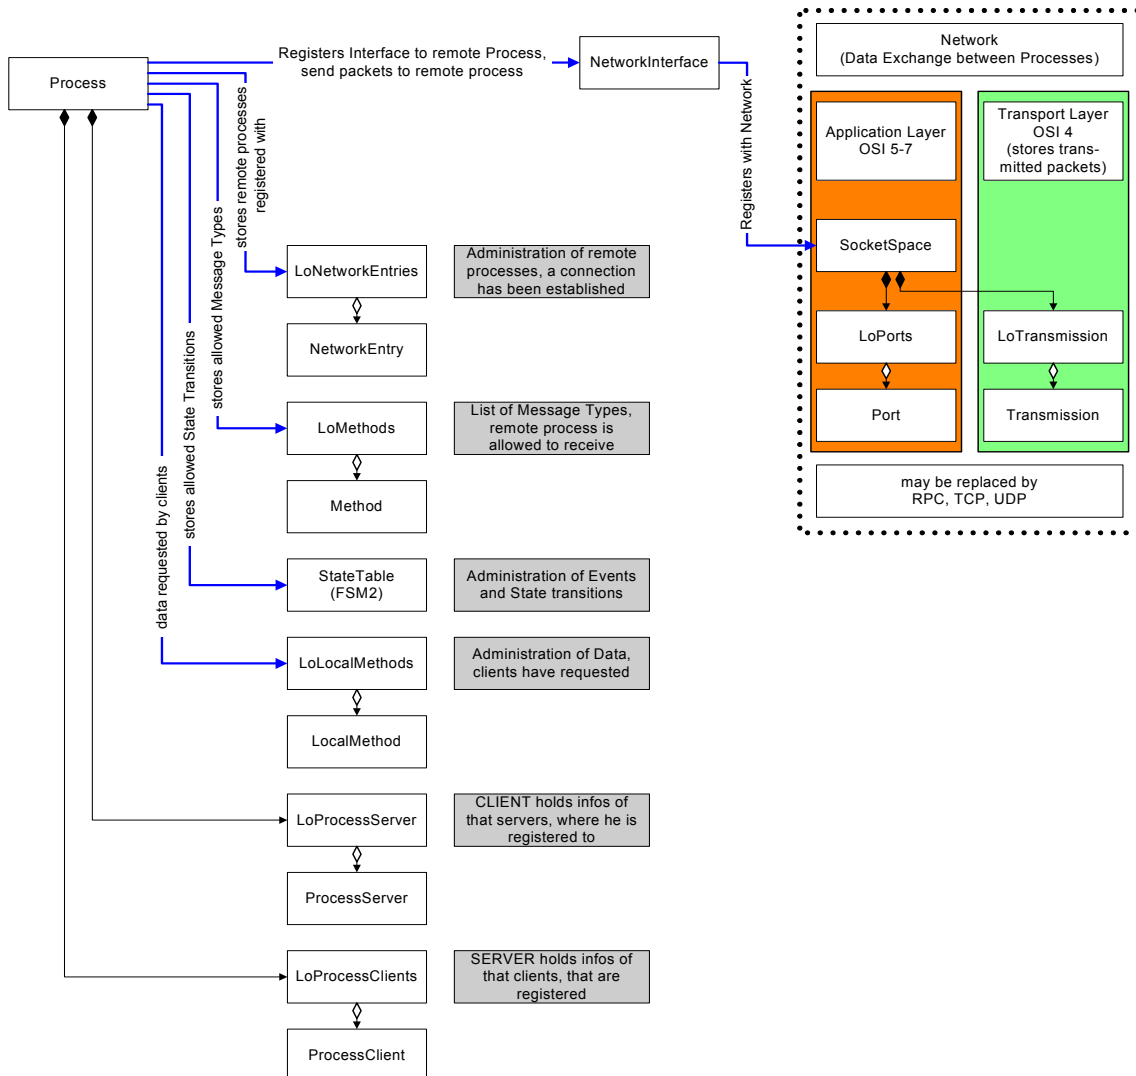 Process
Registers Interface to remote Process,
send packets to remote process
NetworkInterface
Registers with Network
Network
(Data Exchange between Processes)
Application Layer
OSI 5-7
Transport Layer
OSI 4
(stores trans-
mitted packets)
SocketSpace
LoPorts
LoTransmission
Port
Transmission
may be replaced by
RPC, TCP, UDP
stores remote processes
registered with
stores allowed Message Types
stores allowed State Transitions
data requested by clients
LoNetworkEntries
Administration of remote
processes, a connection
has been established
NetworkEntry
LoMethods
List of Message Types,
remote process is
allowed to receive
Method
StateTable
(FSM2)
Administration of Events
and State transitions
LoLocalMethods
Administration of Data,
clients have requested
LocalMethod
LoProcessServer
CLIENT holds infos of
that servers, where he is
registered to
ProcessServer
LoProcessClients
SERVER holds infos of
that clients, that are
registered
ProcessClient